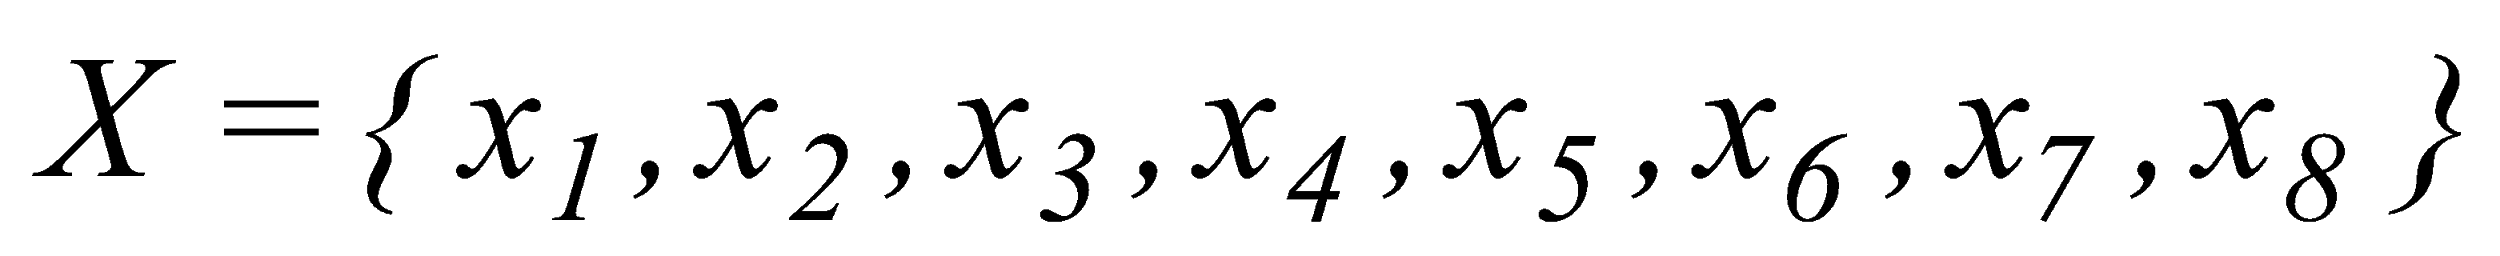 X = {x₁, x₂, x₃, x₄, x₅, x₆, x₇, x₈}